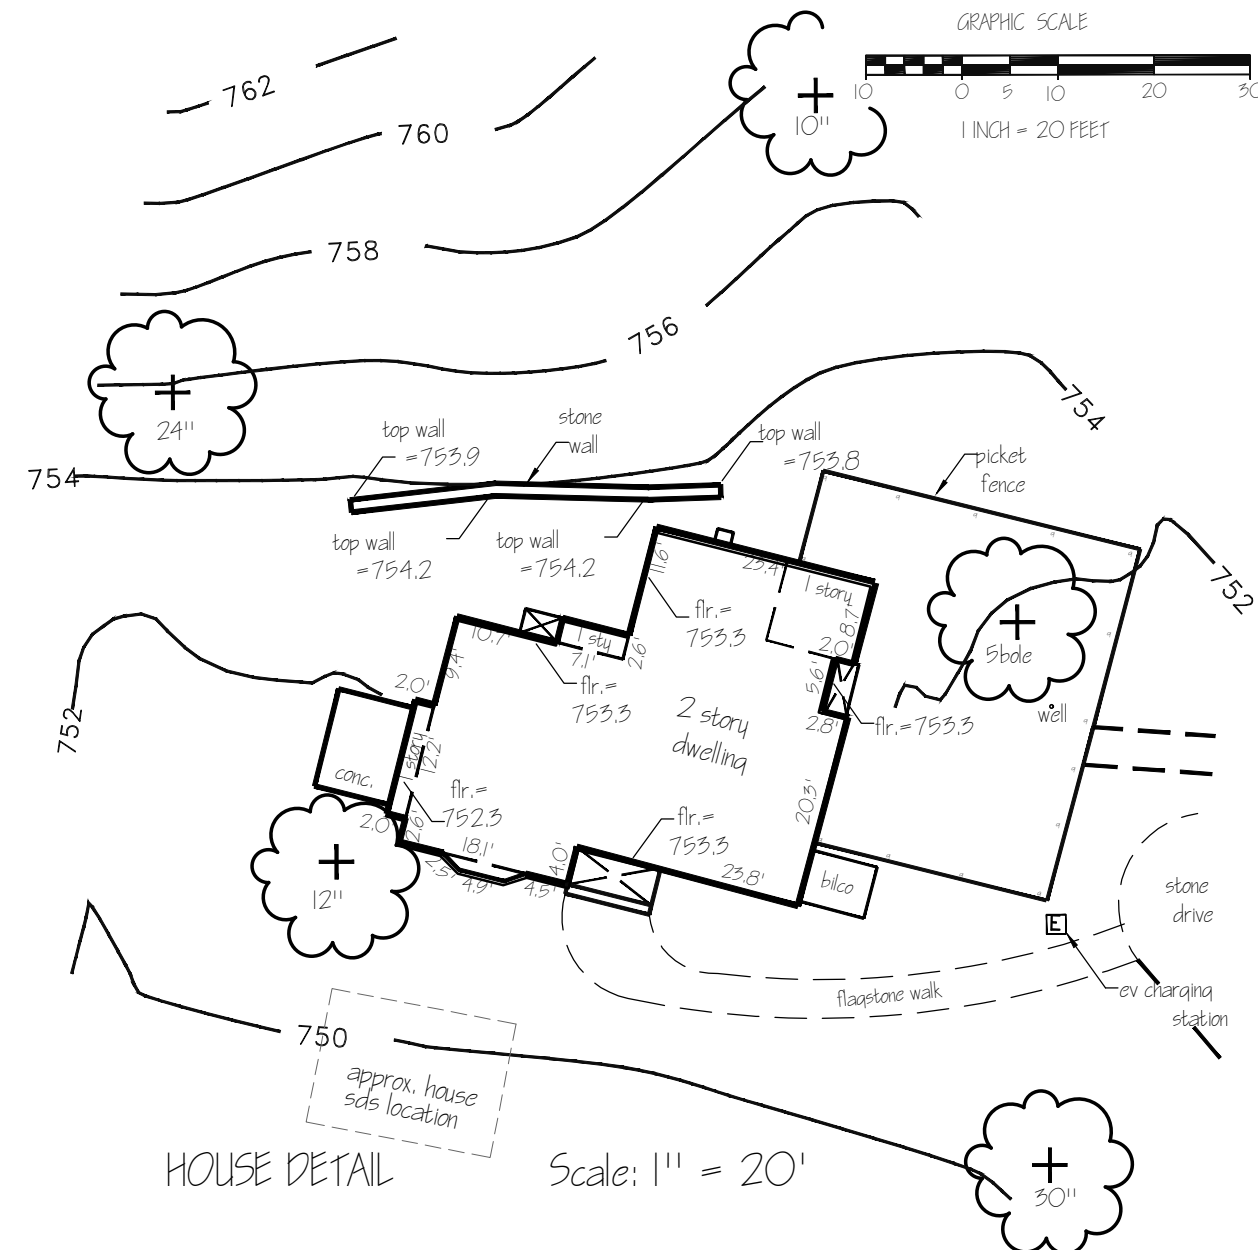 GRAPHIC SCALE
10 0 5 10 20 30
1 INCH = 20 FEET
762
760
10"
758
756
754
24"
stone
wall
top wall
=753.9
top wall
=753.8
754
picket
fence
top wall
=754.2
top wall
=754.2
23.4'
11.6'
1 story
752
flr.=
753.3
8.7'
10.7'
1 sty
7.1'
2.6'
2.0'
5 bole
9.4'
5.6'
flr.=
753.3
2.0'
2 story
dwelling
2.8'
flr.=753.3
well
752
1 story
12.2'
conc.
flr.=
752.3
20.3'
flr.=
753.3
2.0'
2.6'
18.1'
4.0'
2.5'
4.9'
4.5'
23.8'
bilco
12"
stone
drive
E
flagstone walk
ev charging
station
750
approx. house
sds location
HOUSE DETAIL Scale: 1" = 20'
30"